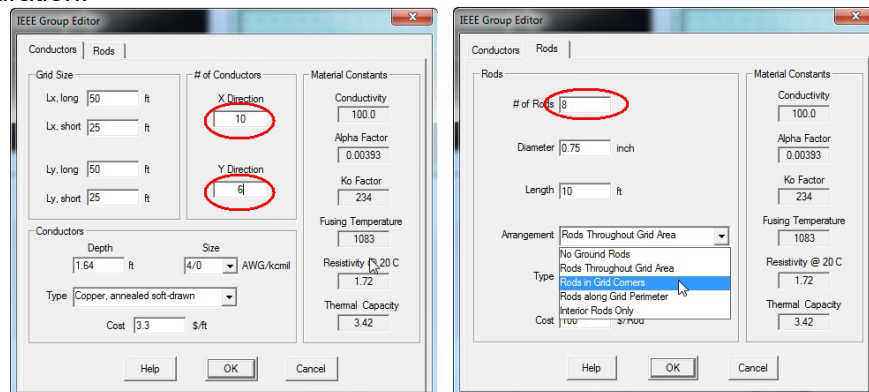 IEEE Group Editor
Conductors
Rods
Grid Size
Lx, long 50 ft
Lx, short 25 ft
Ly, long 50 ft
Ly, short 25 ft
# of Conductors
X Direction
10
Y Direction
6
Material Constants
Conductivity
100.0
Alpha Factor
0.00393
Ko Factor
234
Fusing Temperature
1083
Resistivity @ 20 C
1.72
Thermal Capacity
3.42
Conductors
Depth
1.64 ft
Size
4/0 AWG/kcmil
Type Copper, annealed soft-drawn
Cost 3.3 $/ft
Help
OK
Cancel
IEEE Group Editor
Conductors
Rods
Rods
# of Rods 8
Diameter 0.75 inch
Length 10 ft
Arrangement Rods Throughout Grid Area
No Ground Rods
Rods Throughout Grid Area
Rods in Grid Corners
Rods along Grid Perimeter
Interior Rods Only
Type
Cost 100 $/Rod
Material Constants
Conductivity
100.0
Alpha Factor
0.00393
Ko Factor
234
Fusing Temperature
1083
Resistivity @ 20 C
1.72
Thermal Capacity
3.42
Help
OK
Cancel